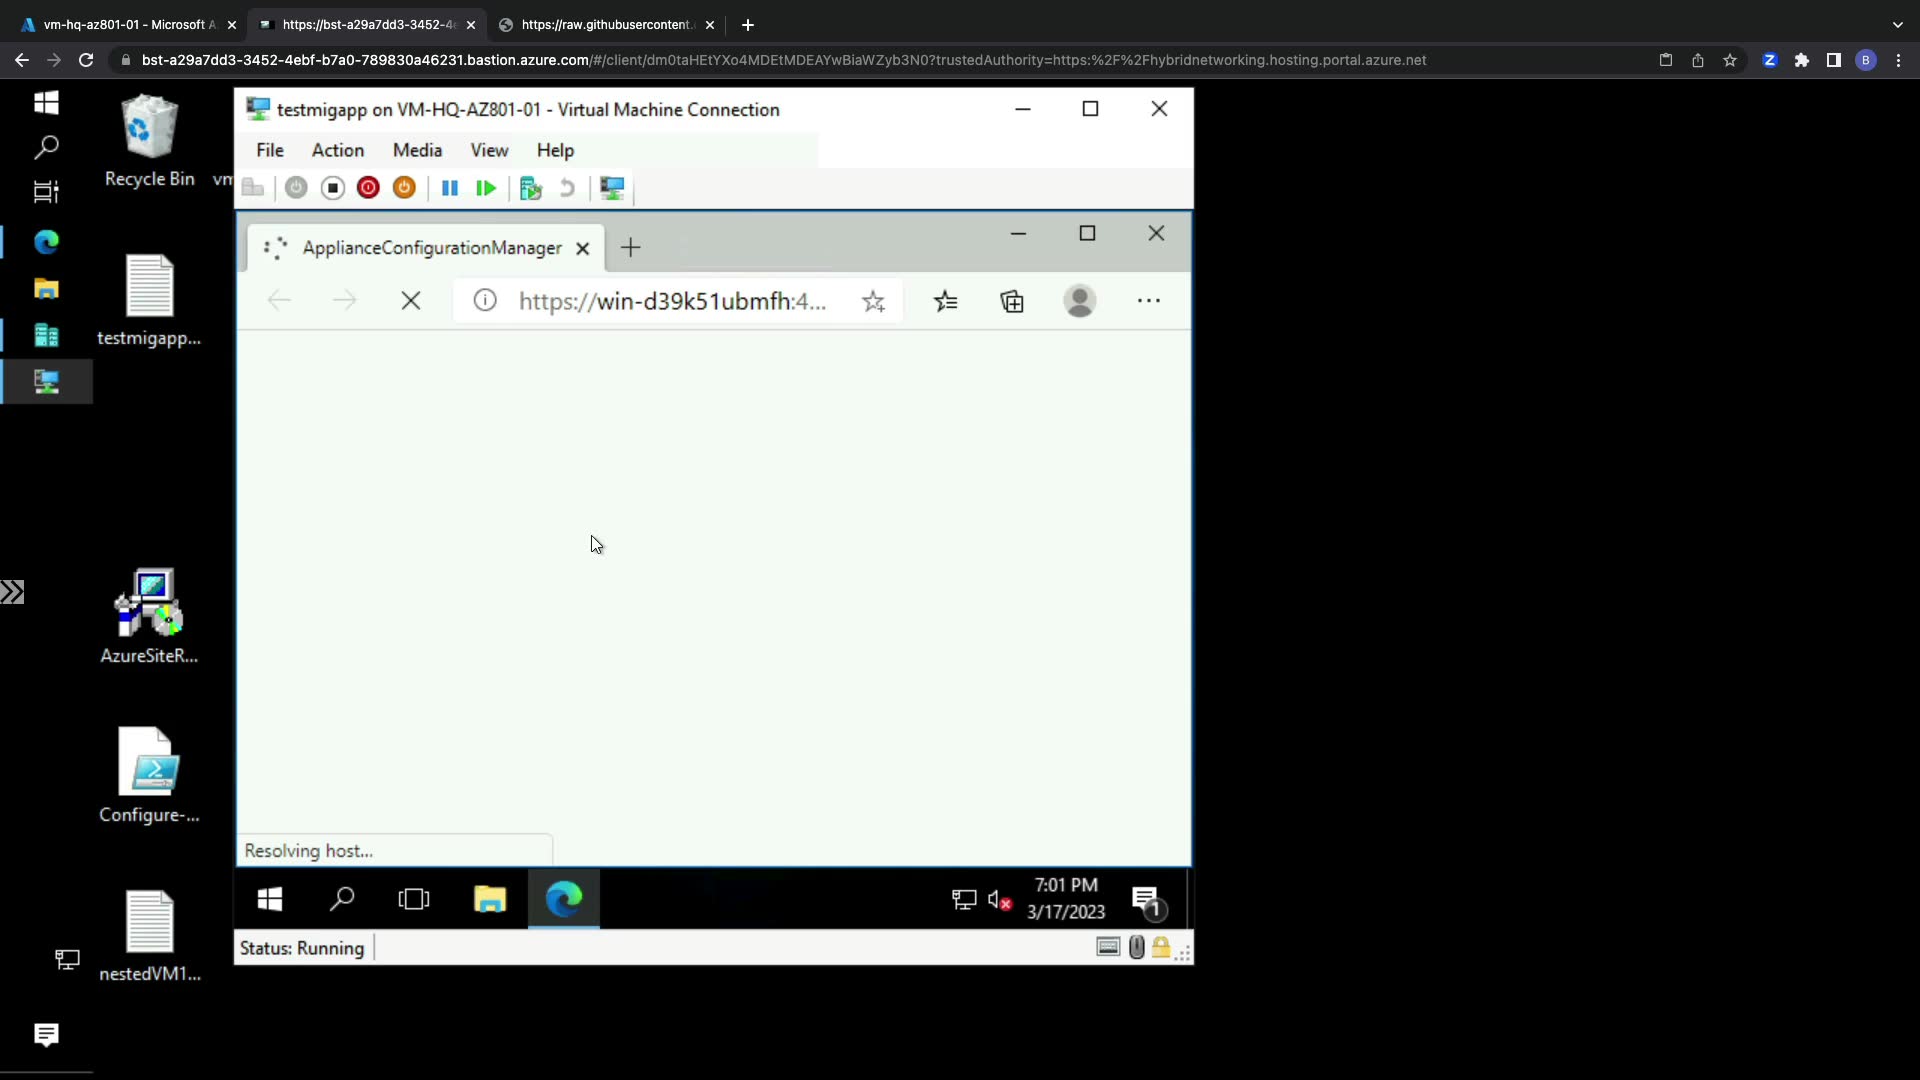 vm-hq-az801-01 - Microsoft A
https://bst-a29a7dd3-3452-4e
https://raw.githubusercontent.
bst-a29a7dd3-3452-4ebf-b7a0-789830a46231.bastion.azure.com/#/client/dm0taHEtYXo4MDEtMDEAYwBiaWZyb3N0?trustedAuthority=https:%2F%2Fhybridnetworking.hosting.portal.azure.net
Z
B
testmigapp on VM-HQ-AZ801-01 - Virtual Machine Connection
File Action Media View Help
Recycle Bin
vm
ApplianceConfigurationManager
https://win-d39k51ubmfh:4...
testmigapp...
AzureSiteR...
Configure-...
nestedVM1...
Resolving host...
7:01 PM
3/17/2023
1
Status: Running